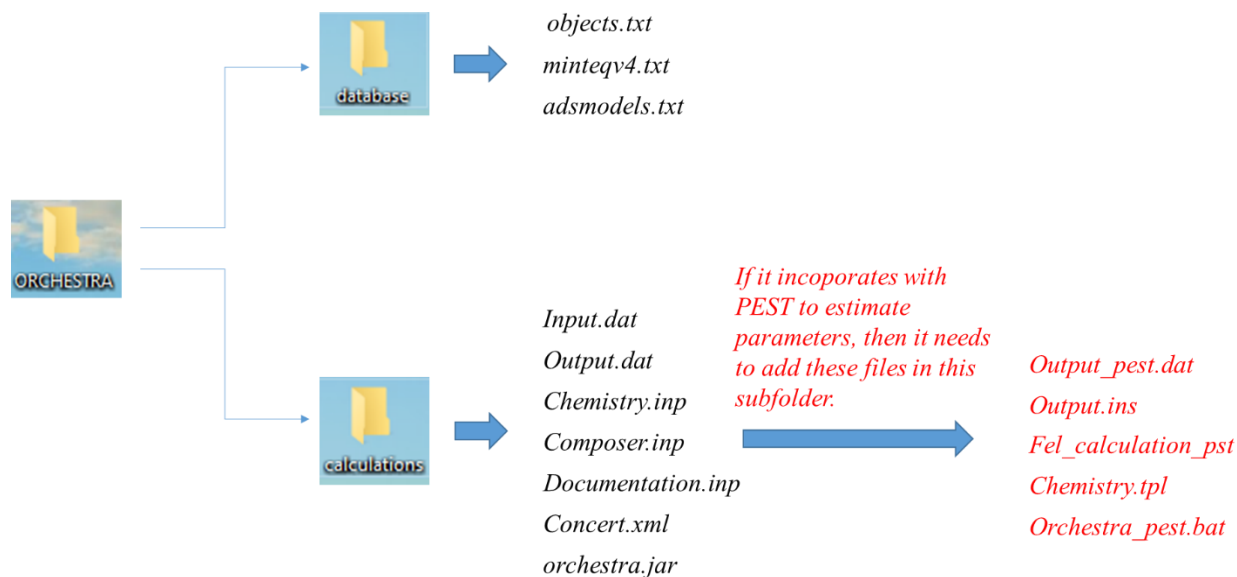 objects.txt
minteqv4.txt
adsmodels.txt
database
ORCHESTRA
calculations
Input.dat
Output.dat
Chemistry.inp
Composer.inp
Documentation.inp
Concert.xml
orchestra.jar
If it incoporates with
PEST to estimate
parameters, then it needs
to add these files in this
subfolder.
Output_pest.dat
Output.ins
Fel_calculation_pst
Chemistry.tpl
Orchestra_pest.bat